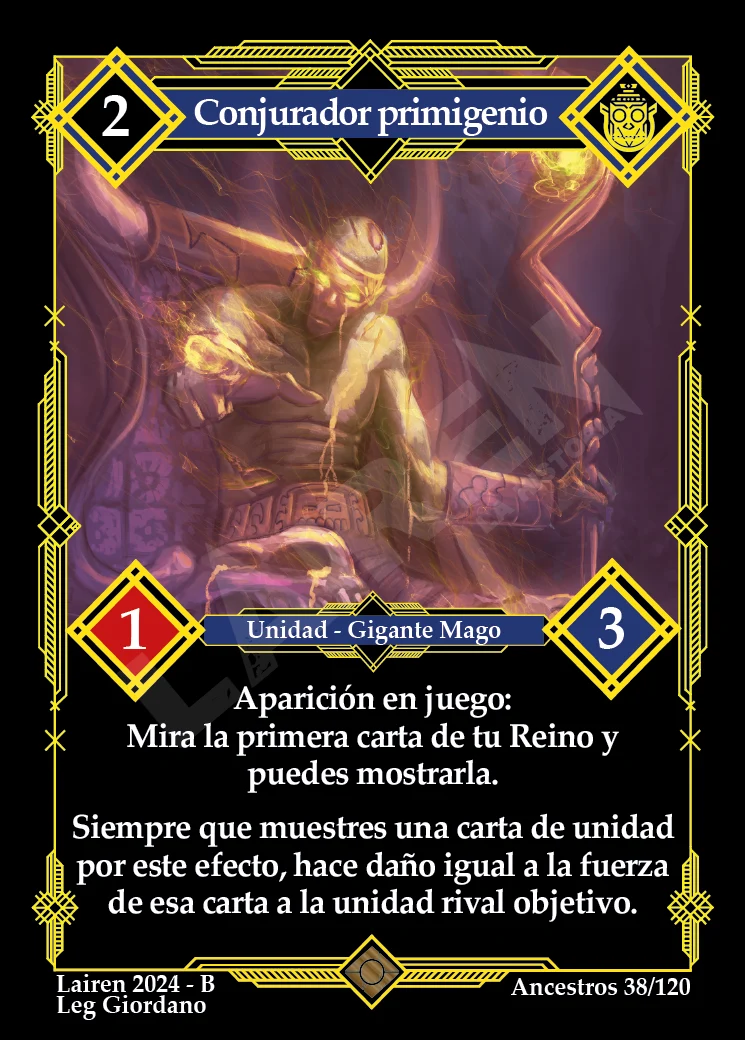 2
Conjurador primigenio
LAIREN
1
Unidad - Gigante Mago
3
Aparición en juego:
Mira la primera carta de tu Reino y
puedes mostrarla.
Siempre que muestres una carta de unidad
por este efecto, hace daño igual a la fuerza
de esa carta a la unidad rival objetivo.
Lairen 2024 - B
Leg Giordano
Ancestros 38/120